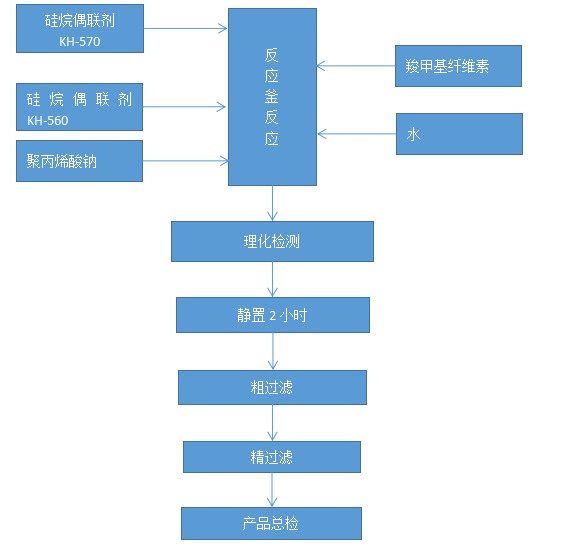 硅烷偶联剂
KH-570
硅烷偶联剂
KH-560
聚丙烯酸钠
反
应
釜
反
应
羧甲基纤维素
水
理化检测
静置 2 小时
粗过滤
精过滤
产品总检